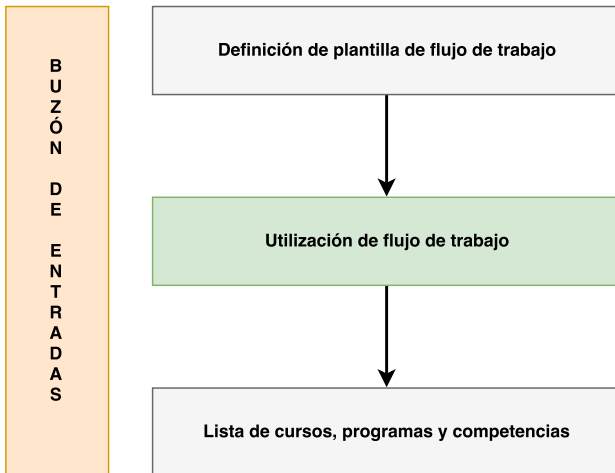 BUZÓN DE ENTRADAS
Definición de plantilla de flujo de trabajo
Utilización de flujo de trabajo
Lista de cursos, programas y competencias